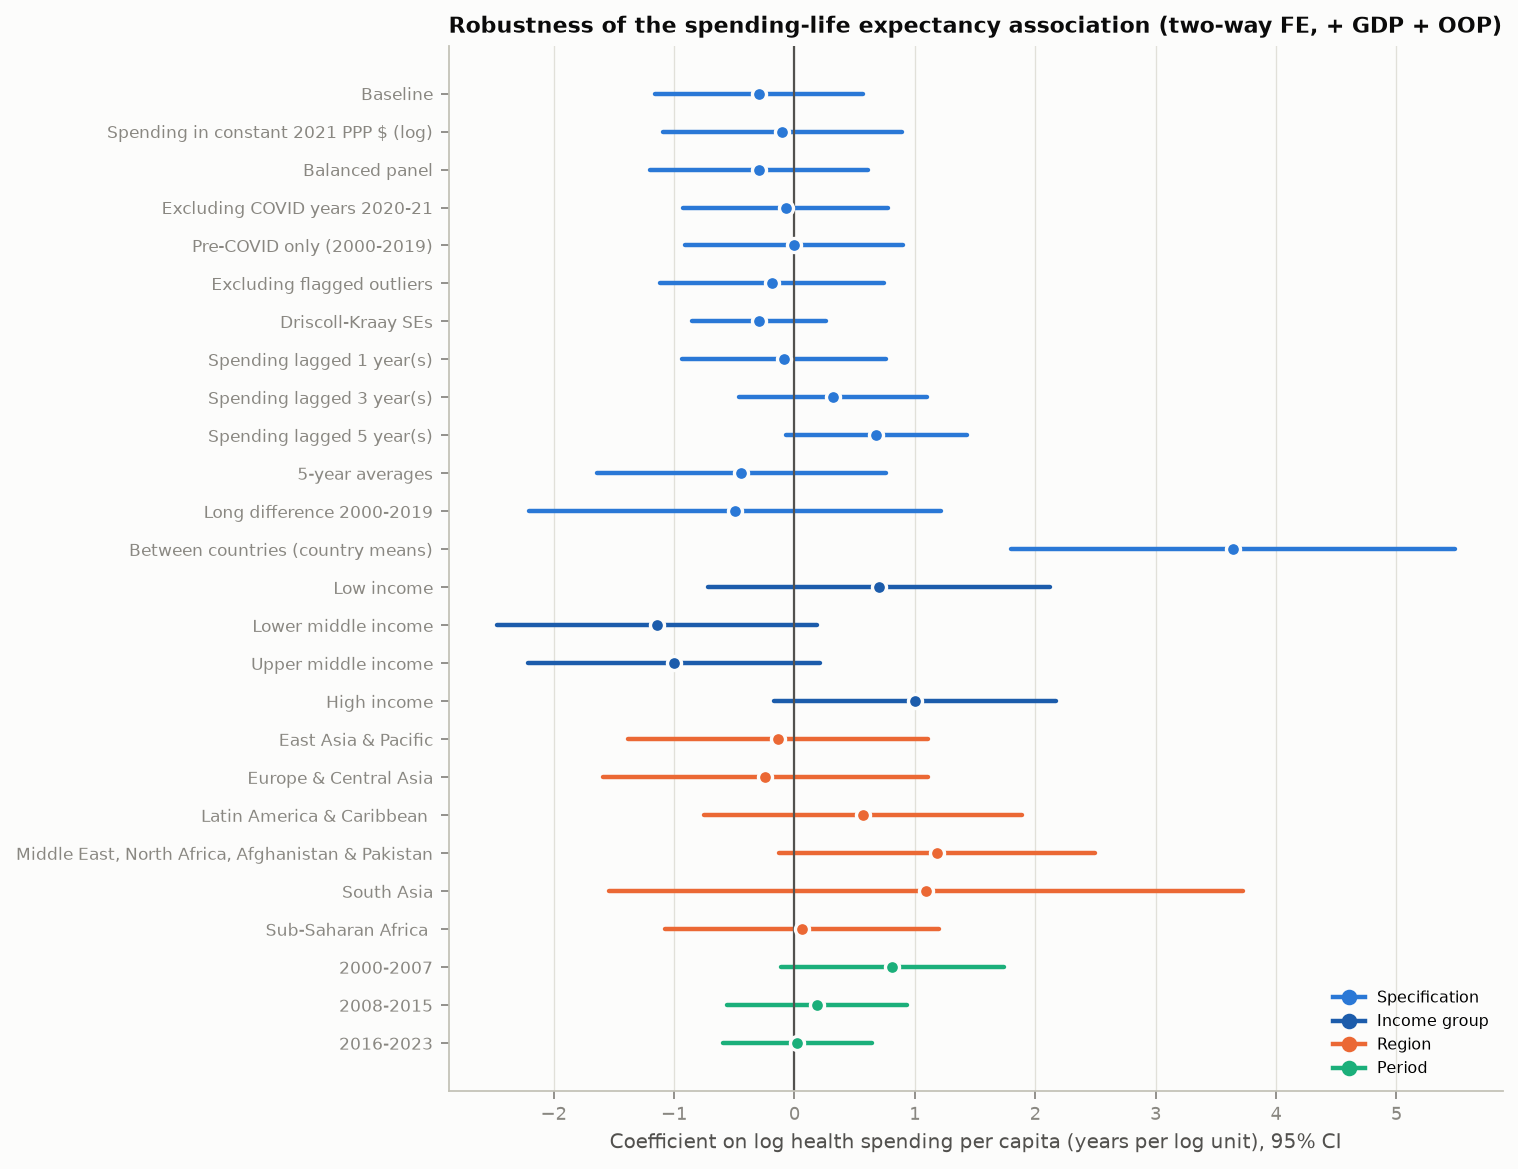 Robustness of the spending-life expectancy association (two-way FE, + GDP + OOP)
Baseline
Spending in constant 2021 PPP $ (log)
Balanced panel
Excluding COVID years 2020-21
Pre-COVID only (2000-2019)
Excluding flagged outliers
Driscoll-Kraay SEs
Spending lagged 1 year(s)
Spending lagged 3 year(s)
Spending lagged 5 year(s)
5-year averages
Long difference 2000-2019
Between countries (country means)
Low income
Lower middle income
Upper middle income
High income
East Asia & Pacific
Europe & Central Asia
Latin America & Caribbean
Middle East, North Africa, Afghanistan & Pakistan
South Asia
Sub-Saharan Africa
2000-2007
2008-2015
2016-2023
Specification
Income group
Region
Period
−2 −1 0 1 2 3 4 5
Coefficient on log health spending per capita (years per log unit), 95% CI